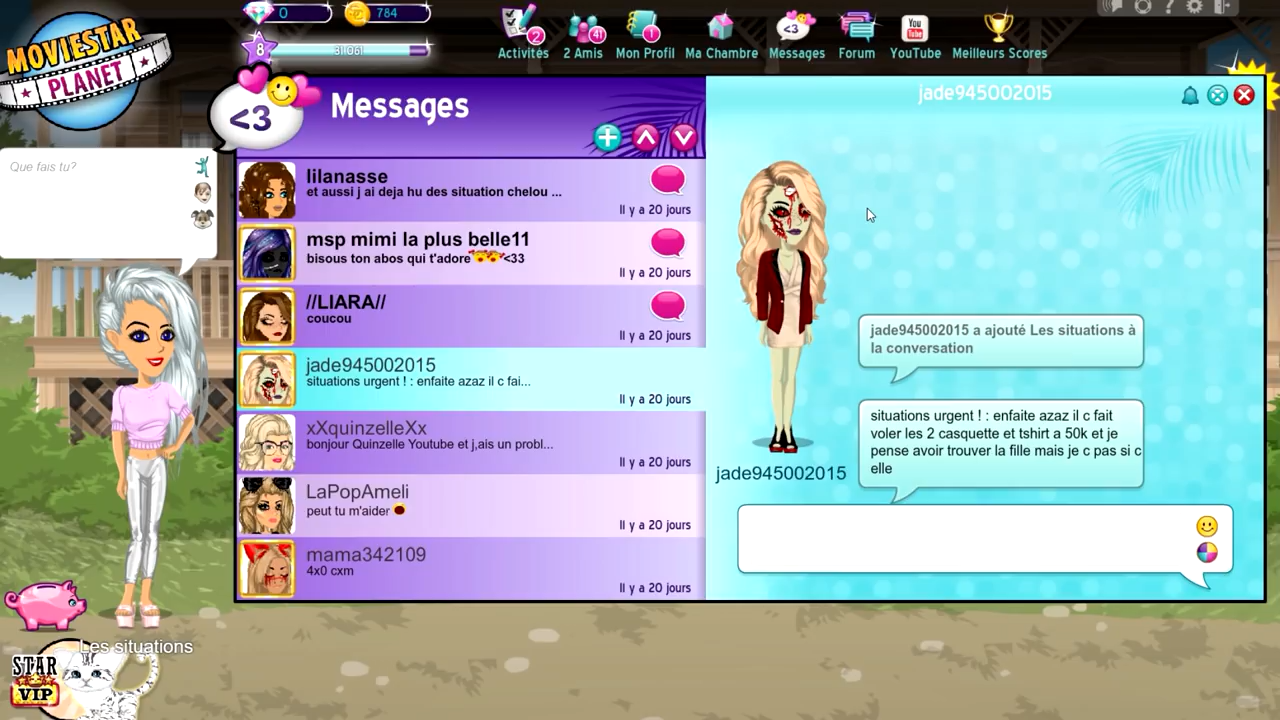 MOVIESTAR
PLANET
0
784
8
31.061
2
41
1
<3
You
Tube
Activités
2 Amis
Mon Profil
Ma Chambre
Messages
Forum
YouTube
Meilleurs Scores
<3
Messages
jade945002015
Que fais tu?
lilanasse
et aussi j ai deja hu des situation chelou ...
Il y a 20 jours
msp mimi la plus belle11
bisous ton abos qui t'adore <33
Il y a 20 jours
//LIARA//
coucou
Il y a 20 jours
jade945002015
situations urgent ! : enfaite azaz il c fai...
Il y a 20 jours
xXquinzelleXx
bonjour Quinzelle Youtube et j,ais un probl...
Il y a 20 jours
LaPopAmeli
peut tu m'aider
Il y a 20 jours
mama342109
4x0 cxm
Il y a 20 jours
jade945002015
jade945002015 a ajouté Les situations à
la conversation
situations urgent ! : enfaite azaz il c fait
voler les 2 casquette et tshirt a 50k et je
pense avoir trouver la fille mais je c pas si c
elle
Les situations
STAR
VIP